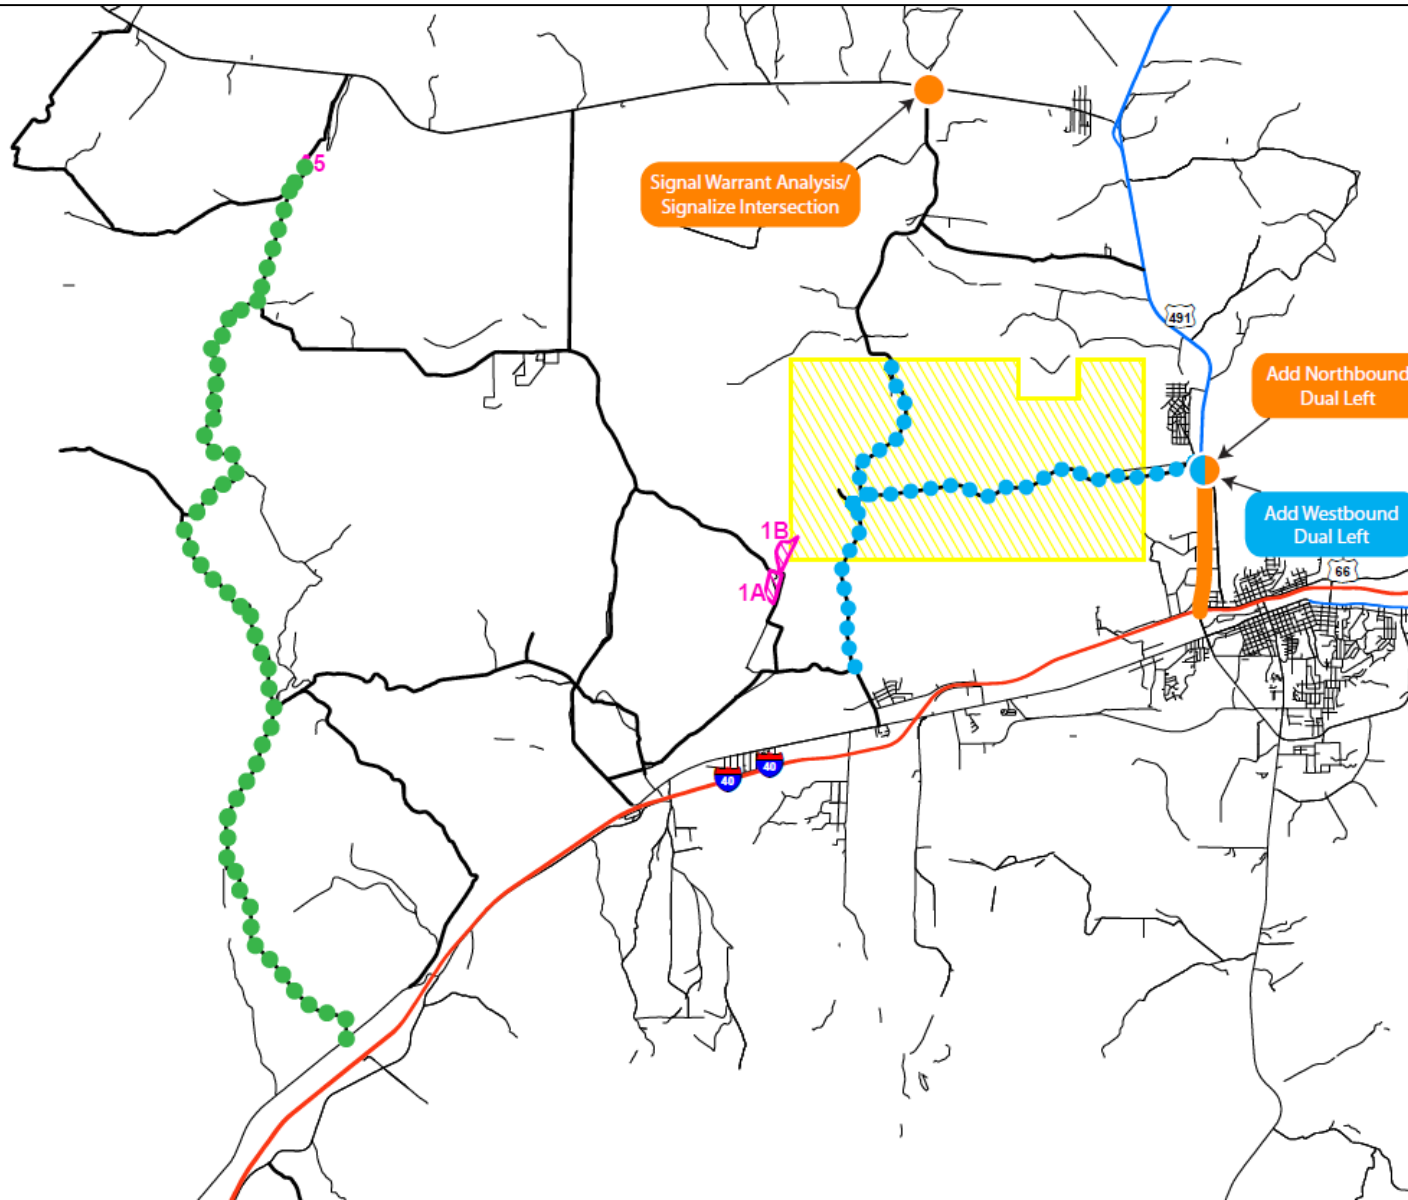 15
Signal Warrant Analysis/
Signalize Intersection
491
Add Northbound
Dual Left
Add Westbound
Dual Left
1B
1A
66
40
40